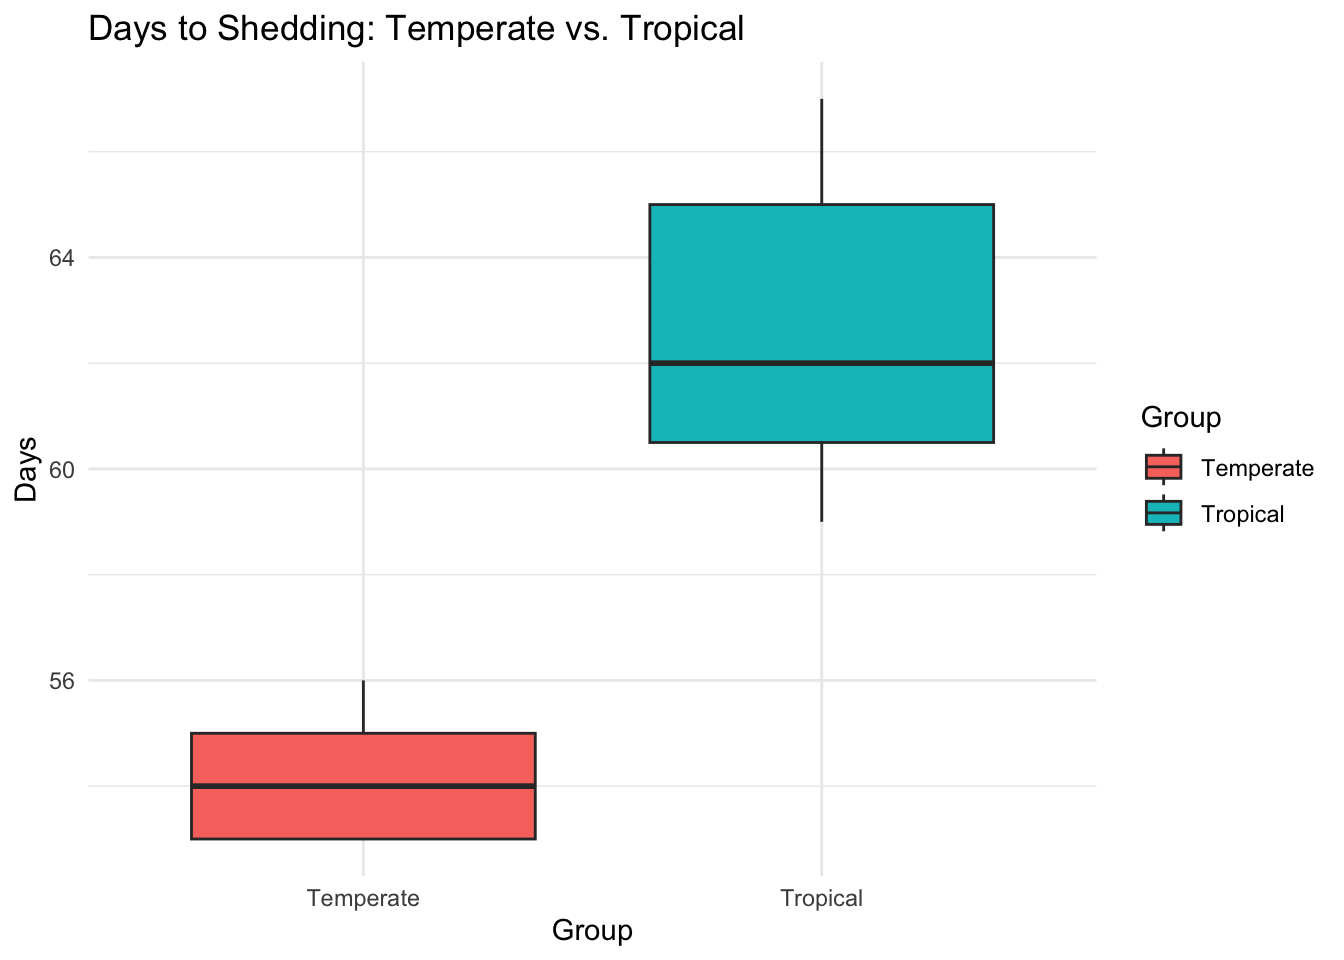 Days to Shedding: Temperate vs. Tropical
64
60
56
Days
Temperate
Tropical
Group
Group
Temperate
Tropical